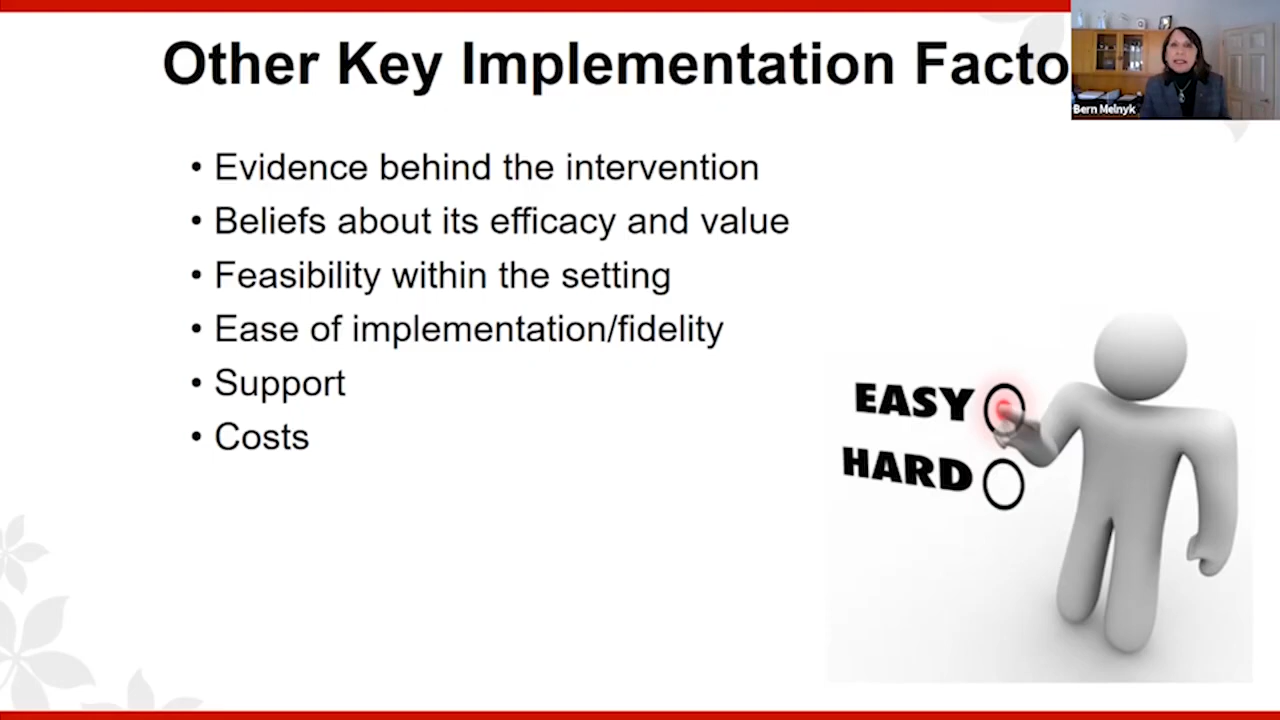 Other Key Implementation Facto
Bern Melnyk
• Evidence behind the intervention
• Beliefs about its efficacy and value
• Feasibility within the setting
• Ease of implementation/fidelity
• Support
• Costs
EASY
HARD